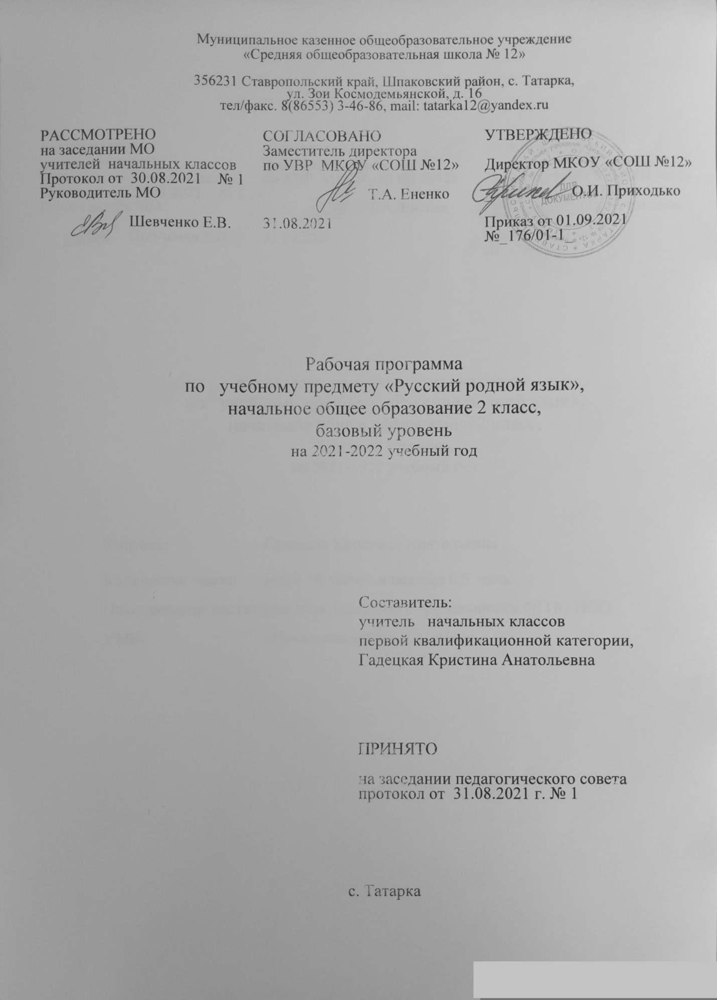 Муниципальное казенное общеобразовательное учреждение
«Средняя общеобразовательная школа № 12»
356231 Ставропольский край, Шпаковский район, с. Татарка,
ул. Зои Космодемьянской, д. 16
тел/факс. 8(86553) 3-46-86, mail: tatarka12@yandex.ru
РАССМОТРЕНО
на заседании МО
учителей начальных классов
Протокол от 30.08.2021 № 1
Руководитель МО
Шевченко Е.В.
СОГЛАСОВАНО
Заместитель директора
по УВР МКОУ «СОШ №12»
Т.А. Ененко
31.08.2021
УТВЕРЖДЕНО
Директор МКОУ «СОШ №12»
О.И. Приходько
ДЛЯ
ДОКУМЕНТОВ
Приказ от 01.09.2021
№_176/01-1_
Рабочая программа
по учебному предмету «Русский родной язык»,
начальное общее образование 2 класс,
базовый уровень
на 2021-2022 учебный год
Составитель:
учитель начальных классов
первой квалификационной категории,
Гадецкая Кристина Анатольевна
ПРИНЯТО
на заседании педагогического совета
протокол от 31.08.2021 г. № 1
с. Татарка